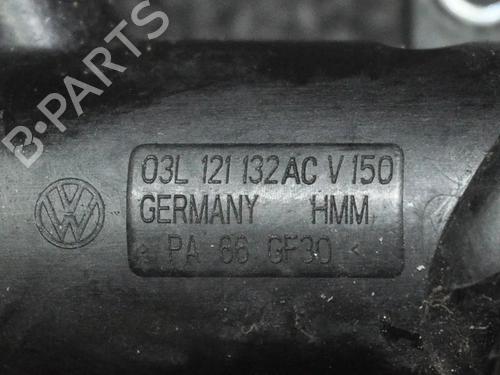 B-PARTS
03L 121 132AC V150
GERMANY HMM
> PA 66 GF30 <